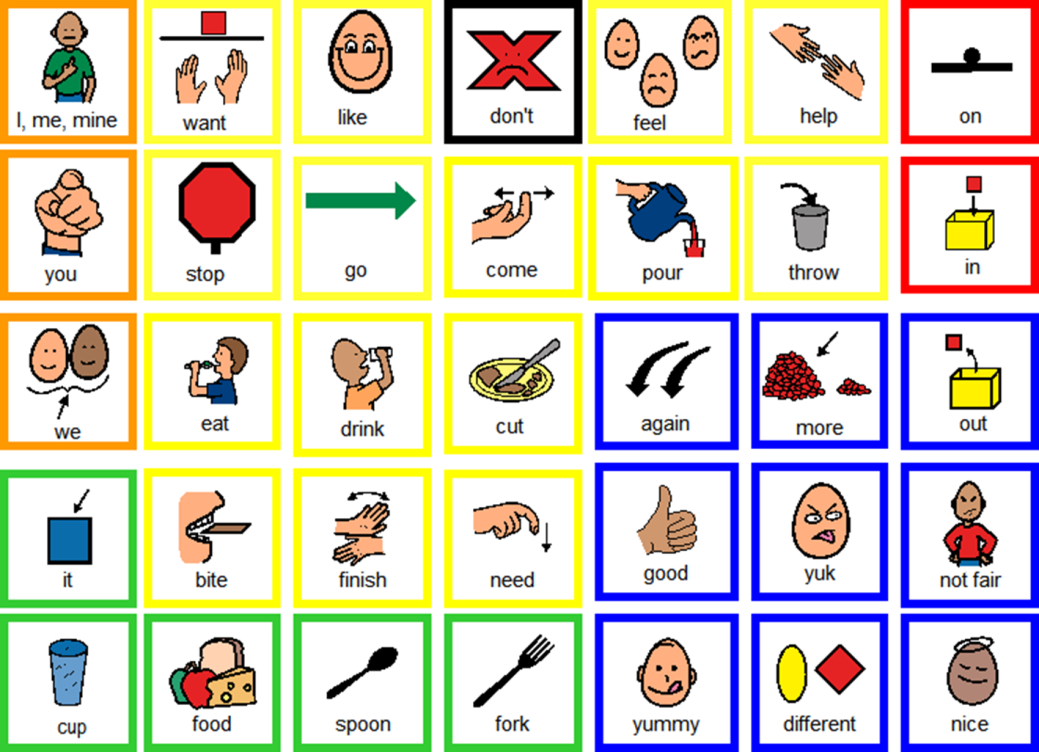 I, me, mine
want
like
don't
feel
help
on
you
stop
go
come
pour
throw
in
we
eat
drink
cut
again
more
out
it
bite
finish
need
good
yuk
not fair
cup
food
spoon
fork
yummy
different
nice